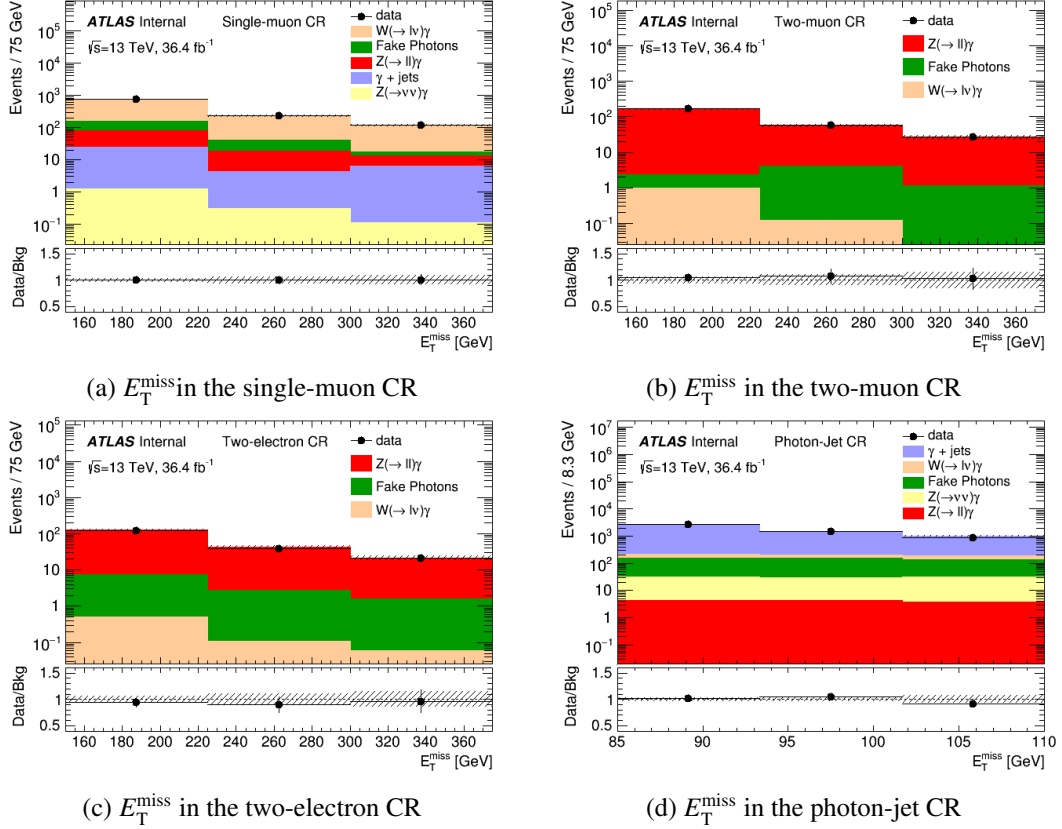 ATLAS Internal
Single-muon CR
√s=13 TeV, 36.4 fb⁻¹
data
W(→ lν)γ
Fake Photons
Z(→ ll)γ
γ + jets
Z(→νν)γ
Events / 75 GeV
10⁵
10⁴
10³
10²
10
1
10⁻¹
Data/Bkg
1.5
1
0.5
160 180 200 220 240 260 280 300 320 340 360
E_T^miss [GeV]
(a) E_T^miss in the single-muon CR
ATLAS Internal
Two-muon CR
√s=13 TeV, 36.4 fb⁻¹
data
Z(→ ll)γ
Fake Photons
W(→ lν)γ
Events / 75 GeV
10⁵
10⁴
10³
10²
10
1
10⁻¹
Data/Bkg
1.5
1
0.5
160 180 200 220 240 260 280 300 320 340 360
E_T^miss [GeV]
(b) E_T^miss in the two-muon CR
ATLAS Internal
Two-electron CR
√s=13 TeV, 36.4 fb⁻¹
data
Z(→ ll)γ
Fake Photons
W(→ lν)γ
Events / 75 GeV
10⁵
10⁴
10³
10²
10
1
10⁻¹
Data/Bkg
1.5
1
0.5
160 180 200 220 240 260 280 300 320 340 360
E_T^miss [GeV]
(c) E_T^miss in the two-electron CR
ATLAS Internal
Photon-Jet CR
√s=13 TeV, 36.4 fb⁻¹
data
γ + jets
W(→ lν)γ
Fake Photons
Z(→νν)γ
Z(→ ll)γ
Events / 8.3 GeV
10⁷
10⁶
10⁵
10⁴
10³
10²
10
1
10⁻¹
Data/Bkg
1.5
1
0.5
85 90 95 100 105 110
E_T^miss [GeV]
(d) E_T^miss in the photon-jet CR